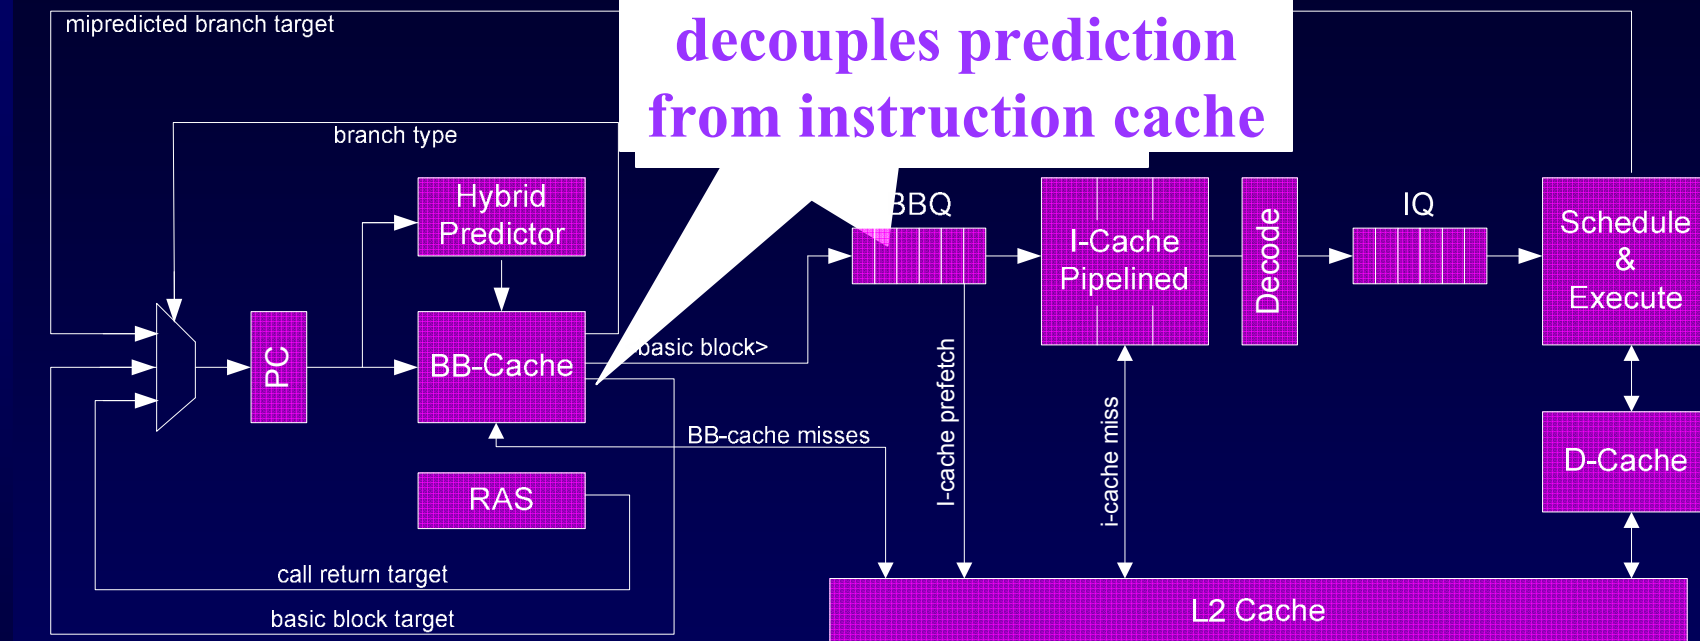 decouples prediction
from instruction cache
mipredicted branch target
branch type
Hybrid
Predictor
BBQ
I-Cache
Pipelined
Decode
IQ
Schedule
&
Execute
PC
BB-Cache
basic block>
I-cache prefetch
i-cache miss
BB-cache misses
D-Cache
RAS
call return target
basic block target
L2 Cache